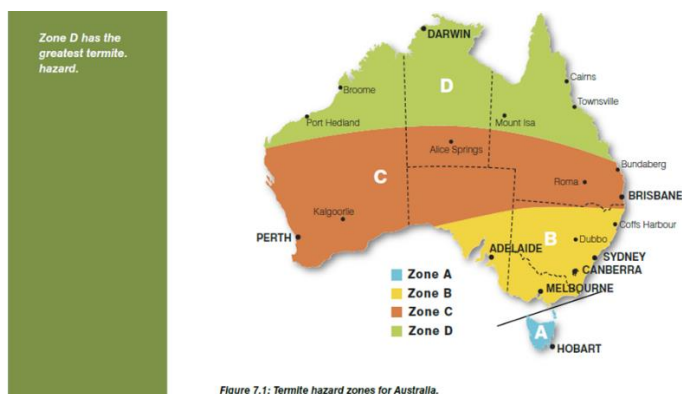 Zone D has the
greatest termite.
hazard.
DARWIN
Cairns
Broome
D
Townsville
Port Hedland
Mount Isa
Alice Springs
Bundaberg
C
Roma
BRISBANE
Kalgoorlie
Coffs Harbour
PERTH
B
ADELAIDE
Dubbo
SYDNEY
CANBERRA
Zone A
MELBOURNE
Zone B
Zone C
Zone D
A
HOBART
Figure 7.1: Termite hazard zones for Australia.